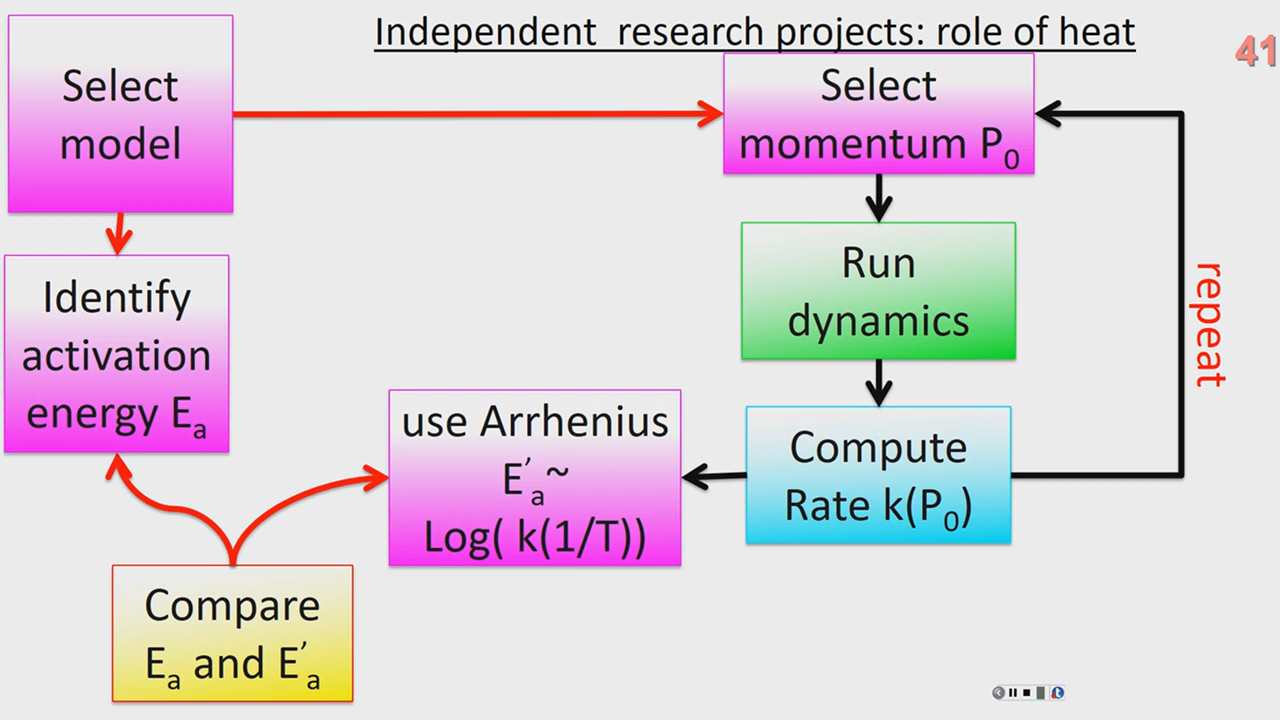 Independent  research projects: role of heat
41
Select
model
Select
momentum P₀
Run
dynamics
repeat
Identify
activation
energy Eₐ
use Arrhenius
E′ₐ~
Log( k(1/T))
Compute
Rate k(P₀)
Compare
Eₐ and E′ₐ